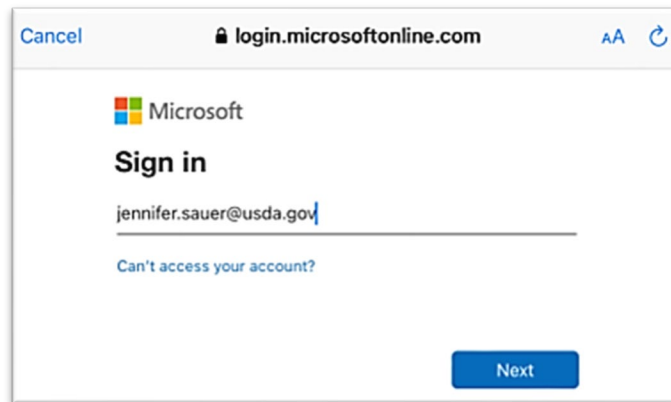 Cancel login.microsoftonline.com AA
Microsoft
Sign in
jennifer.sauer@usda.gov
Can't access your account?
Next